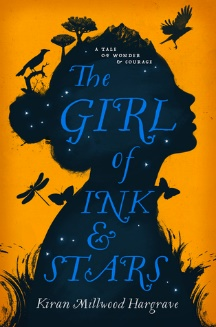 A TALE
OF WONDER
& COURAGE
The
GIRL
of
INK
&
STARS
Kiran Millwood Hargrave